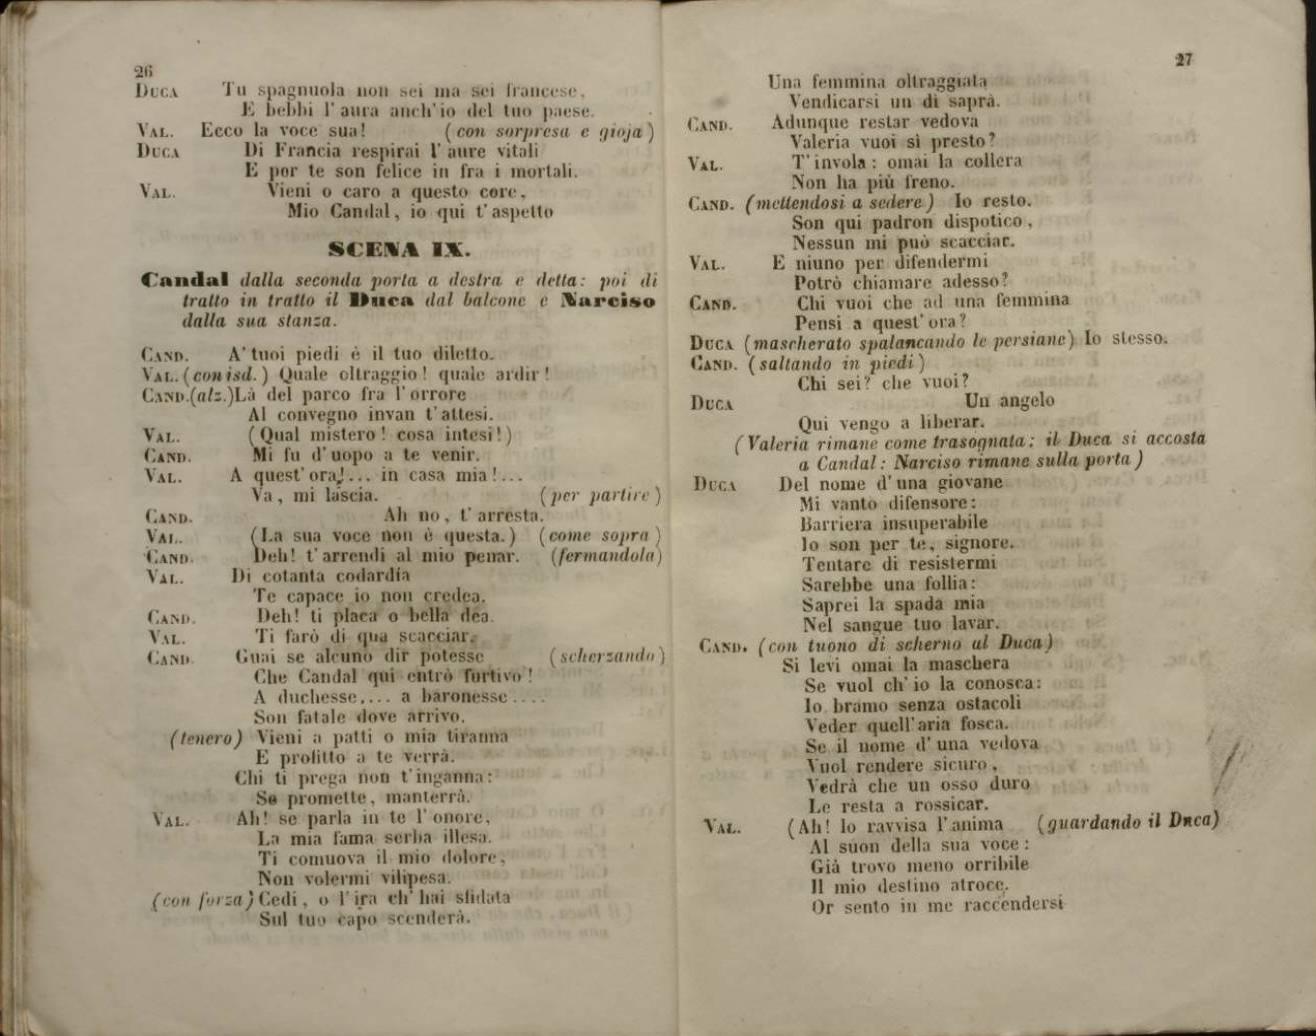 26
DUCA Tu spagnuola non sei ma sei francese,
E bebbi l'aura anch'io del tuo paese.
VAL. Ecco la voce sua! (con sorpresa e gioja)
DUCA Di Francia respirai l'aure vitali
E per te son felice in fra i mortali.
VAL. Vieni o caro a questo core,
Mio Candal, io qui t'aspetto
SCENA IX.
Candal dalla seconda porta a destra e detta: poi di
tratto in tratto il Duca dal balcone e Narciso
dalla sua stanza.
CAND. A' tuoi piedi è il tuo diletto.
VAL. (con isd.) Quale oltraggio! quale ardir!
CAND. (alz.) Là del parco fra l'orrore
Al convegno invan t'attesi.
VAL. (Qual mistero! cosa intesi!)
CAND. Mi fu d'uopo a te venir.
VAL. A quest'ora!... in casa mia!...
Va, mi lascia. (per partire)
CAND. Ah no, t'arresta.
VAL. (La sua voce non è questa.) (come sopra)
CAND. Deh! t'arrendi al mio penar. (fermandola)
VAL. Di cotanta codardía
Te capace io non credea.
CAND. Deh! ti placa o bella dea.
VAL. Ti farò di qua scacciar.
CAND. Guai se alcuno dir potesse (scherzando)
Che Candal qui entrò furtivo!
A duchesse,... a baronesse....
Son fatale dove arrivo.
(tenero) Vieni a patti o mia tiranna
E profitto a te verrà.
Chi ti prega non t'inganna:
Se promette, manterrà.
VAL. Ah! se parla in te l'onore,
La mia fama serba illesa.
Ti comuova il mio dolore,
Non volermi vilipesa.
(con forza) Cedi, o l'ira ch'hai sfidata
Sul tuo capo scenderà.
27
Una femmina oltraggiata
Vendicarsi un dì saprà.
CAND. Adunque restar vedova
Valeria vuoi sì presto?
VAL. T'invola: omai la collera
Non ha più freno.
CAND. (mettendosi a sedere) Io resto.
Son qui padron dispotico,
Nessun mi può scacciar.
VAL. E niuno per difendermi
Potrò chiamare adesso?
CAND. Chi vuoi che ad una femmina
Pensi a quest'ora?
DUCA (mascherato spalancando le persiane) Io stesso.
CAND. (saltando in piedi)
Chi sei? che vuoi?
DUCA Un angelo
Qui vengo a liberar.
(Valeria rimane come trasognata: il Duca si accosta
a Candal: Narciso rimane sulla porta)
DUCA Del nome d'una giovane
Mi vanto difensore:
Barriera insuperabile
Io son per te, signore.
Tentare di resistermi
Sarebbe una follia:
Saprei la spada mia
Nel sangue tuo lavar.
CAND. (con tuono di scherno al Duca)
Si levi omai la maschera
Se vuol ch'io la conosca:
Io bramo senza ostacoli
Veder quell'aria fosca.
Se il nome d'una vedova
Vuol rendere sicuro,
Vedrà che un osso duro
Le resta a rossicar.
VAL. (Ah! Io ravvisa l'anima (guardando il Duca)
Al suon della sua voce:
Già trovo meno orribile
Il mio destino atroce.
Or sento in me raccendersi